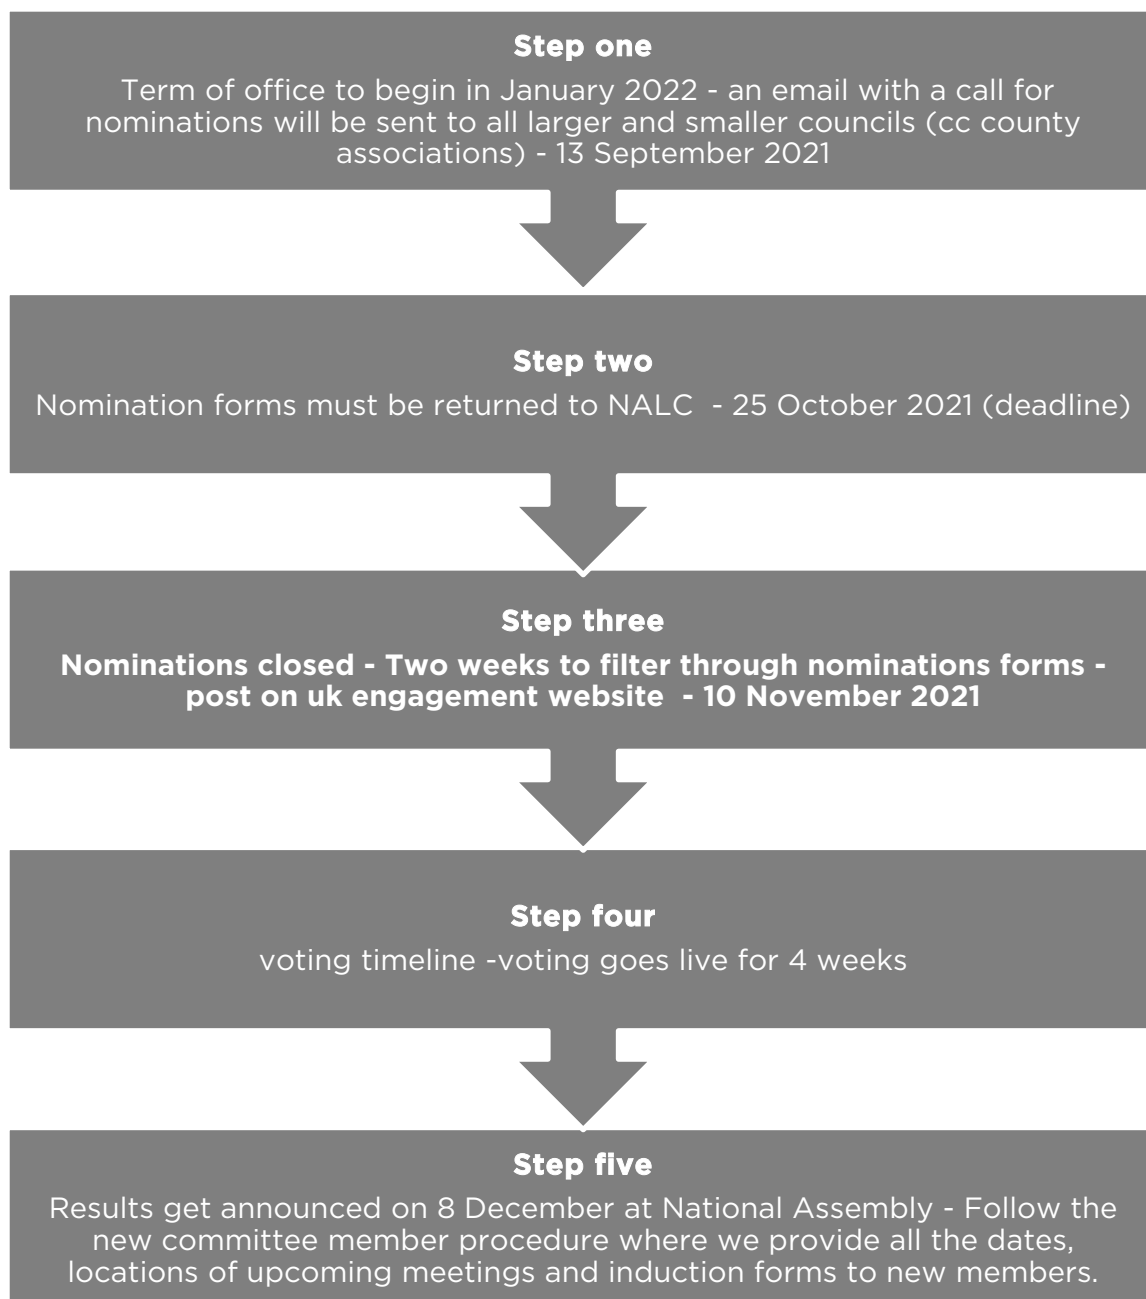 Step one
Term of office to begin in January 2022 - an email with a call for
nominations will be sent to all larger and smaller councils (cc county
associations) - 13 September 2021
Step two
Nomination forms must be returned to NALC  - 25 October 2021 (deadline)
Step three
Nominations closed - Two weeks to filter through nominations forms -
post on uk engagement website  - 10 November 2021
Step four
voting timeline -voting goes live for 4 weeks
Step five
Results get announced on 8 December at National Assembly - Follow the
new committee member procedure where we provide all the dates,
locations of upcoming meetings and induction forms to new members.